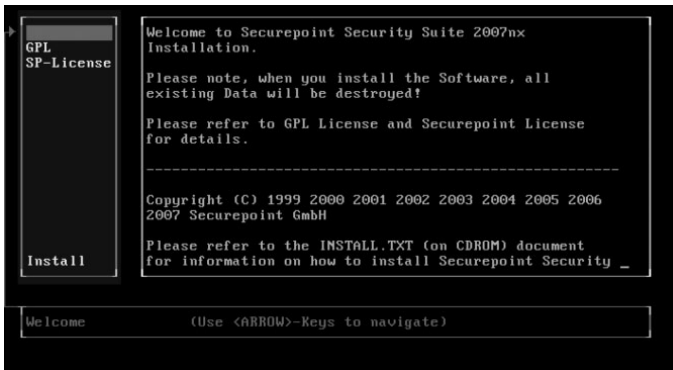 GPL
SP-License
Install
Welcome to Securepoint Security Suite 2007nx
Installation.
Please note, when you install the Software, all
existing Data will be destroyed!
Please refer to GPL License and Securepoint License
for details.
------------------------------------------------------------
Copyright (C) 1999 2000 2001 2002 2003 2004 2005 2006
2007 Securepoint GmbH
Please refer to the INSTALL.TXT (on CDROM) document
for information on how to install Securepoint Security _
Welcome (Use <ARROW>-Keys to navigate)